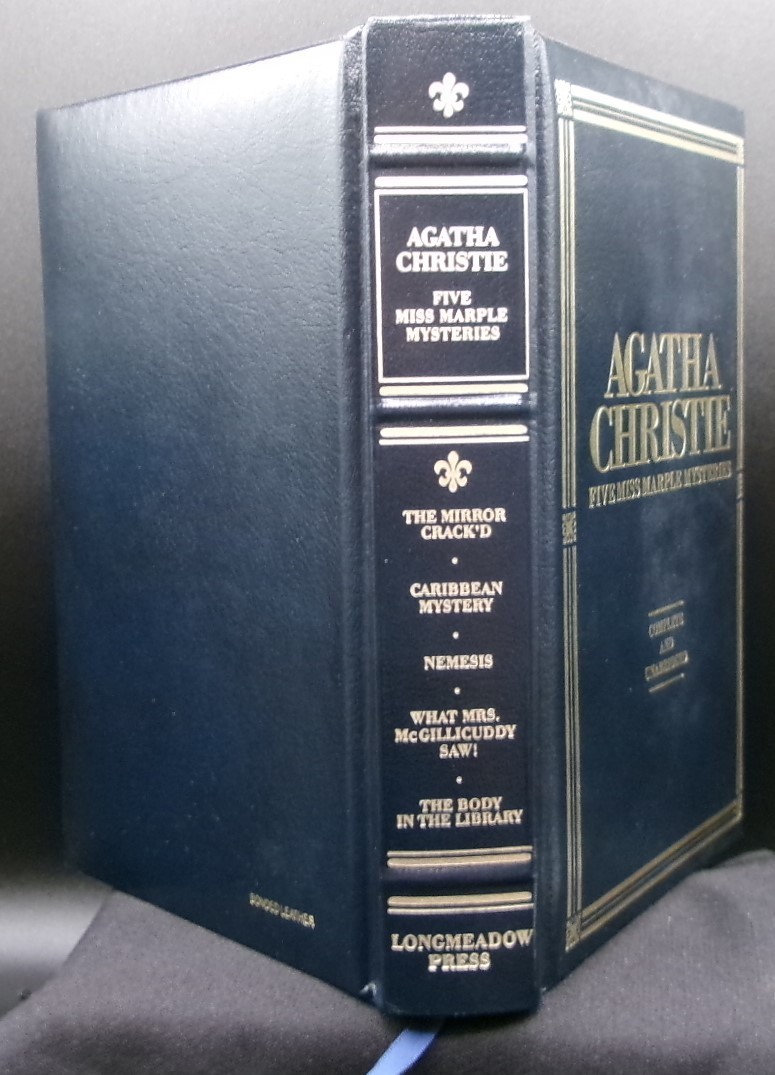 AGATHA
CHRISTIE
FIVE
MISS MARPLE
MYSTERIES
THE MIRROR
CRACK'D
CARIBBEAN
MYSTERY
NEMESIS
WHAT MRS.
McGILLICUDDY
SAW!
THE BODY
IN THE LIBRARY
LONGMEADOW
PRESS
AGATHA
CHRISTIE
FIVE MISS MARPLE MYSTERIES
COMPLETE
AND
UNABRIDGED
BONDED LEATHER